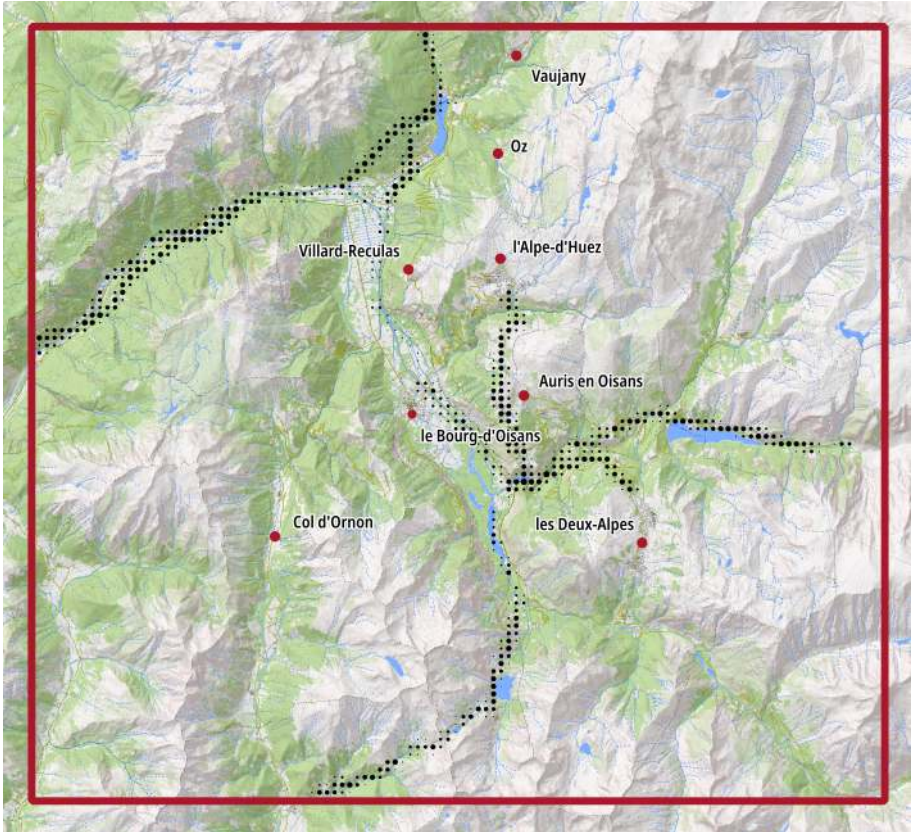 Vaujany
Oz
l'Alpe-d'Huez
Villard-Reculas
Auris en Oisans
le Bourg-d'Oisans
Col d'Ornon
les Deux-Alpes